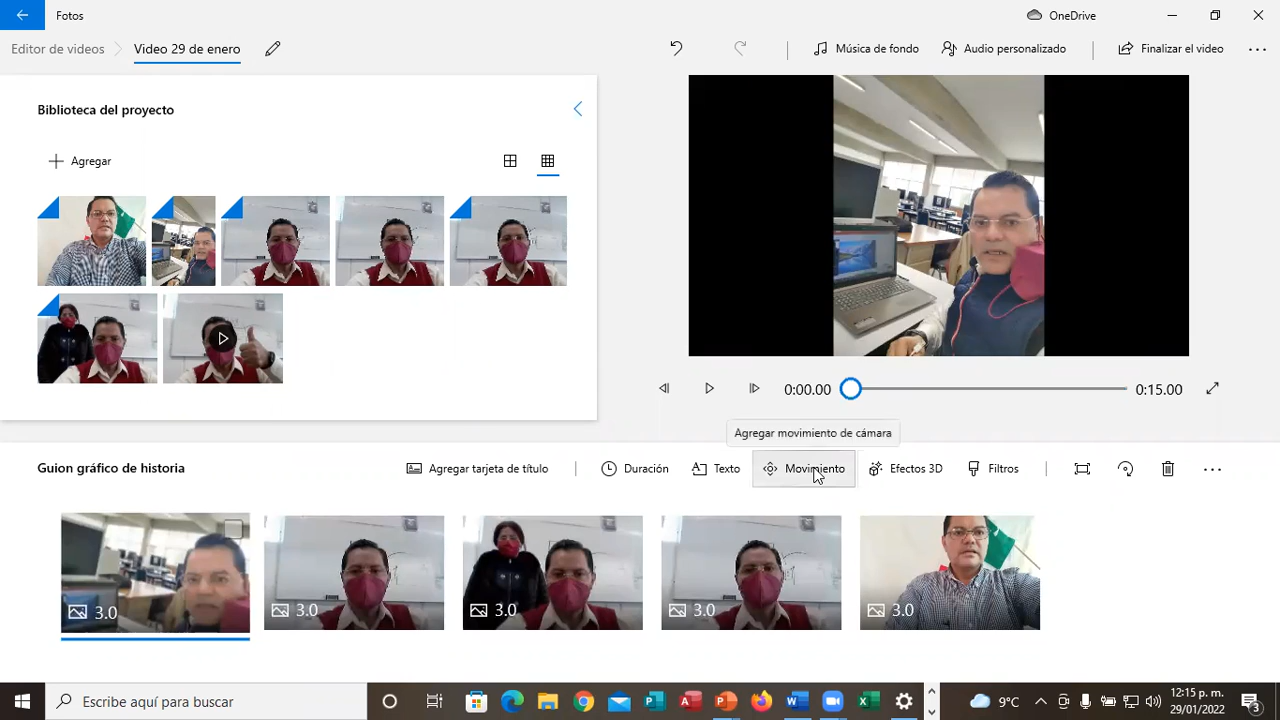 Fotos
OneDrive
Editor de videos
Video 29 de enero
Música de fondo
Audio personalizado
Finalizar el video
Biblioteca del proyecto
Agregar
0:00.00
0:15.00
Agregar movimiento de cámara
Guion gráfico de historia
Agregar tarjeta de título
Duración
Texto
Movimiento
Efectos 3D
Filtros
3.0
3.0
3.0
3.0
3.0
Escribe aquí para buscar
9°C
12:15 p. m.
29/01/2022
3